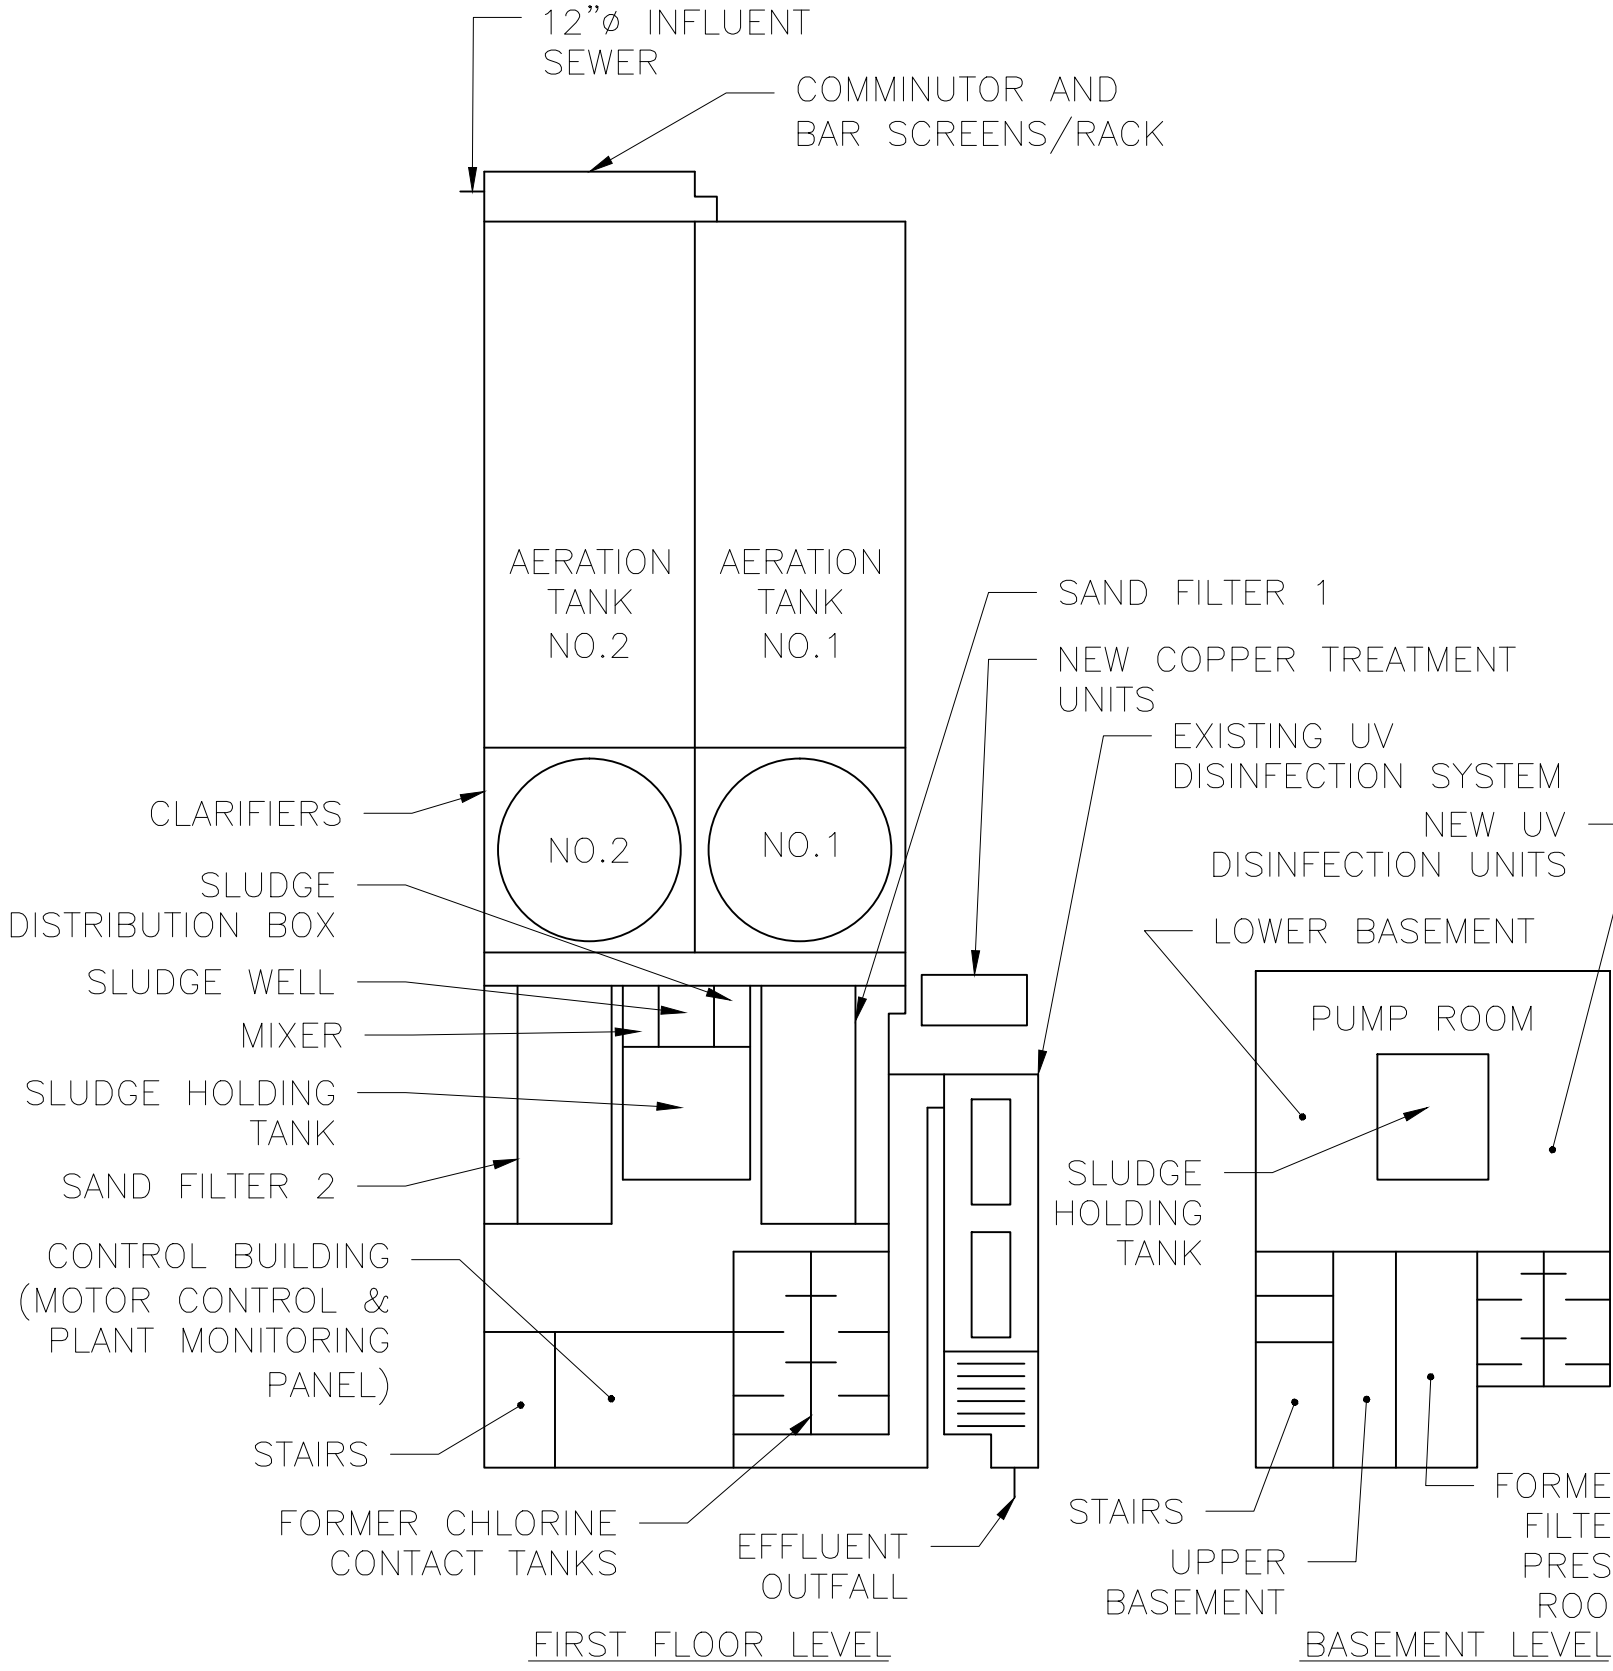 12”ø INFLUENT
SEWER
COMMINUTOR AND
BAR SCREENS/RACK
AERATION
TANK
NO.2
AERATION
TANK
NO.1
SAND FILTER 1
NEW COPPER TREATMENT
UNITS
EXISTING UV
DISINFECTION SYSTEM
NEW UV
DISINFECTION UNITS
CLARIFIERS
NO.2
NO.1
SLUDGE
DISTRIBUTION BOX
SLUDGE WELL
MIXER
SLUDGE HOLDING
TANK
SAND FILTER 2
CONTROL BUILDING
(MOTOR CONTROL &
PLANT MONITORING
PANEL)
STAIRS
FORMER CHLORINE
CONTACT TANKS
EFFLUENT
OUTFALL
FIRST FLOOR LEVEL
LOWER BASEMENT
PUMP ROOM
SLUDGE
HOLDING
TANK
STAIRS
UPPER
BASEMENT
FORME
FILTE
PRES
ROO
BASEMENT LEVEL